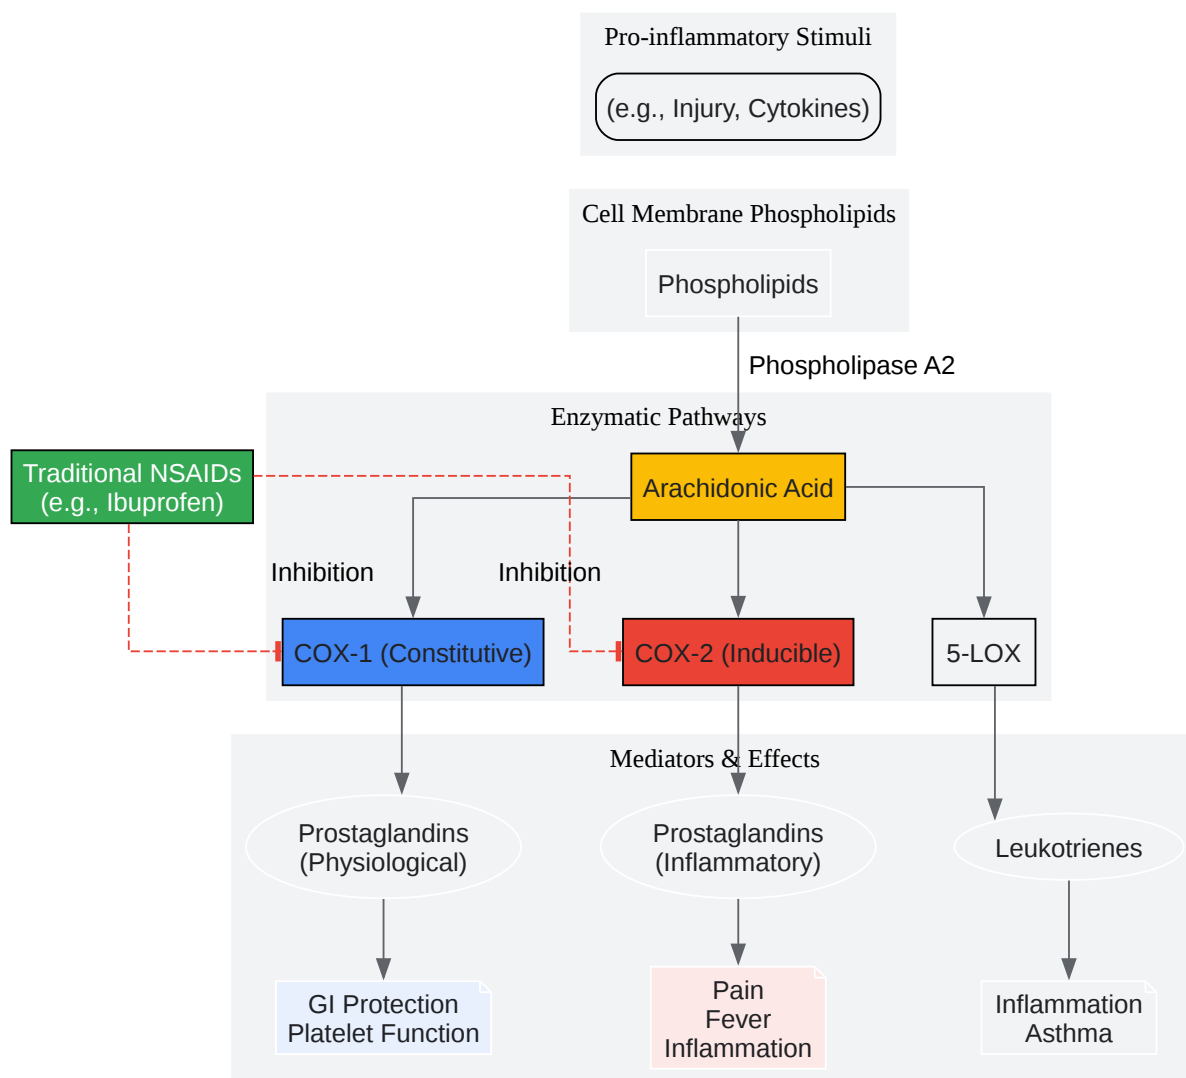 Pro-inflammatory Stimuli
(e.g., Injury, Cytokines)
Cell Membrane Phospholipids
Phospholipids
Phospholipase A2
Enzymatic Pathways
Traditional NSAIDs
(e.g., Ibuprofen)
Arachidonic Acid
Inhibition
Inhibition
COX-1 (Constitutive)
COX-2 (Inducible)
5-LOX
Mediators & Effects
Prostaglandins
(Physiological)
Prostaglandins
(Inflammatory)
Leukotrienes
GI Protection
Platelet Function
Pain
Fever
Inflammation
Inflammation
Asthma